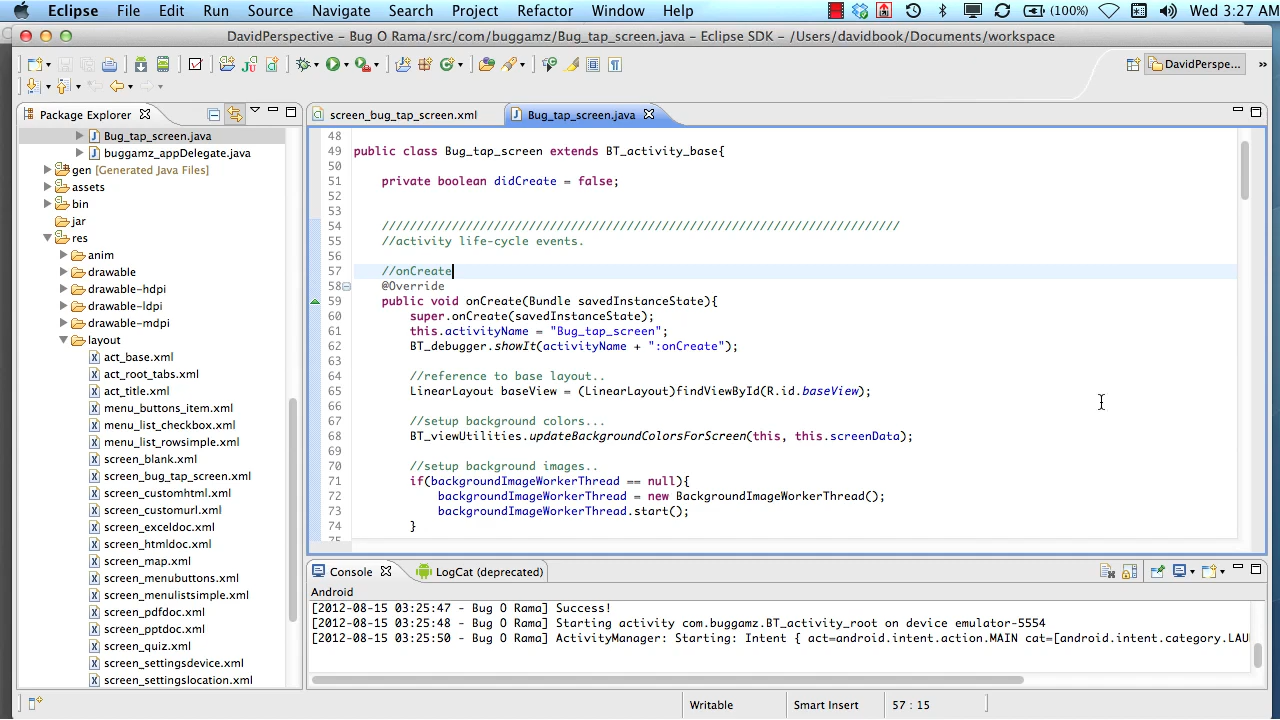 Eclipse File Edit Run Source Navigate Search Project Refactor Window Help (100%) Wed 3:27 AM
DavidPerspective - Bug O Rama/src/com/buggamz/Bug_tap_screen.java - Eclipse SDK - /Users/davidbook/Documents/workspace
DavidPerspe... »
Package Explorer
Bug_tap_screen.java
buggamz_appDelegate.java
gen [Generated Java Files]
assets
bin
jar
res
anim
drawable
drawable-hdpi
drawable-ldpi
drawable-mdpi
layout
act_base.xml
act_root_tabs.xml
act_title.xml
menu_buttons_item.xml
menu_list_checkbox.xml
menu_list_rowsimple.xml
screen_blank.xml
screen_bug_tap_screen.xml
screen_customhtml.xml
screen_customurl.xml
screen_exceldoc.xml
screen_htmldoc.xml
screen_map.xml
screen_menubuttons.xml
screen_menulistsimple.xml
screen_pdfdoc.xml
screen_pptdoc.xml
screen_quiz.xml
screen_settingsdevice.xml
screen_settingslocation.xml
screen_bug_tap_screen.xml Bug_tap_screen.java
48
49 public class Bug_tap_screen extends BT_activity_base{
50
51 private boolean didCreate = false;
52
53
54 //////////////////////////////////////////////////////////////////////////
55 //activity life-cycle events.
56
57 //onCreate
58 @Override
59 public void onCreate(Bundle savedInstanceState){
60 super.onCreate(savedInstanceState);
61 this.activityName = "Bug_tap_screen";
62 BT_debugger.showIt(activityName + ":onCreate");
63
64 //reference to base layout..
65 LinearLayout baseView = (LinearLayout)findViewById(R.id.baseView);
66
67 //setup background colors...
68 BT_viewUtilities.updateBackgroundColorsForScreen(this, this.screenData);
69
70 //setup background images..
71 if(backgroundImageWorkerThread == null){
72 backgroundImageWorkerThread = new BackgroundImageWorkerThread();
73 backgroundImageWorkerThread.start();
74 }
75
Console LogCat (deprecated)
Android
[2012-08-15 03:25:47 - Bug O Rama] Success!
[2012-08-15 03:25:48 - Bug O Rama] Starting activity com.buggamz.BT_activity_root on device emulator-5554
[2012-08-15 03:25:50 - Bug O Rama] ActivityManager: Starting: Intent { act=android.intent.action.MAIN cat=[android.intent.category.LAU
Writable Smart Insert 57 : 15